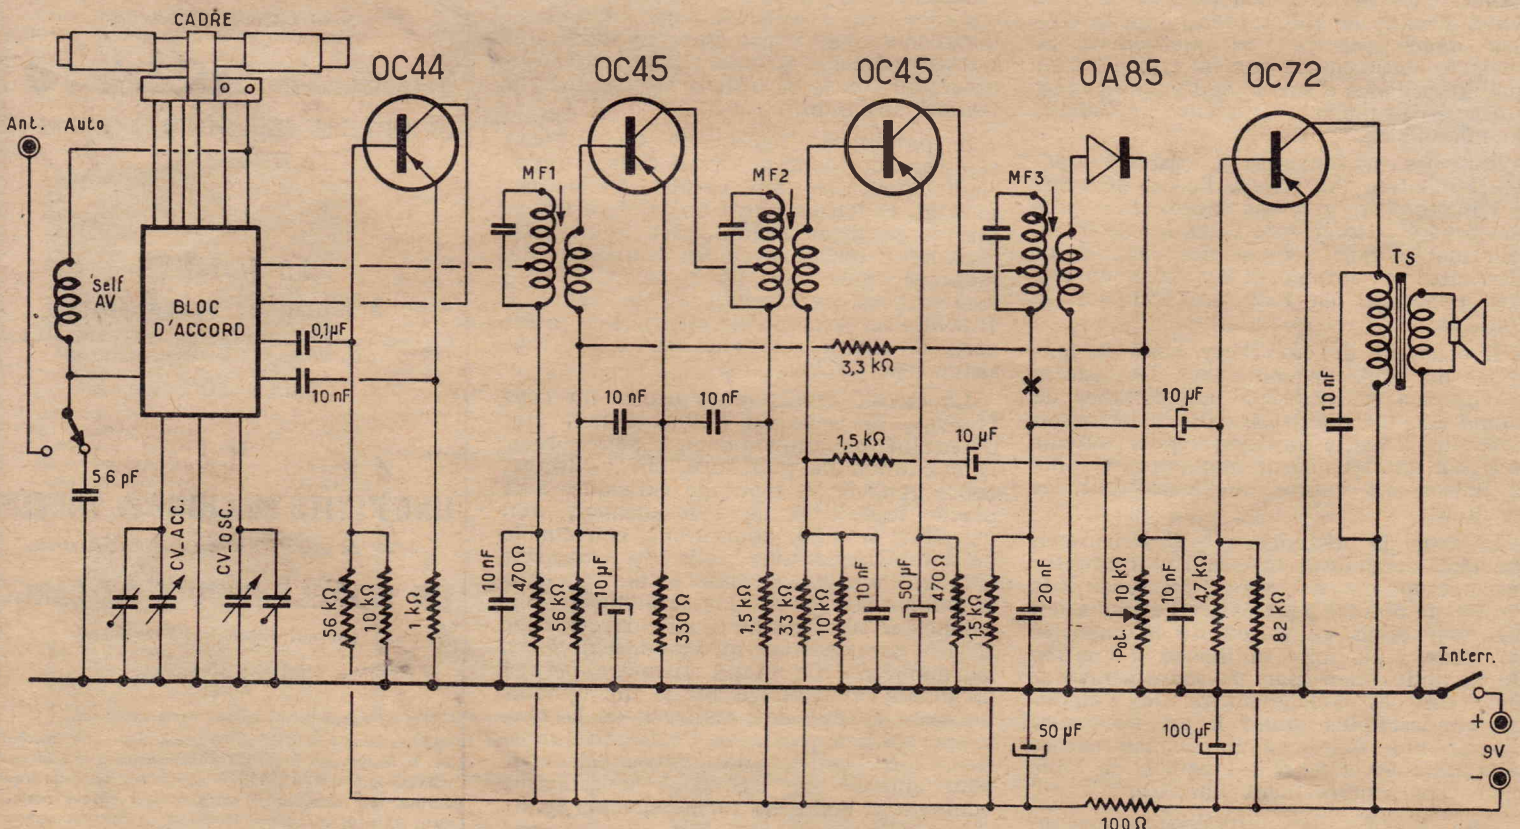 CADRE
OC44
OC45
OC45
OA85
OC72
Ant. Auto
MF1
MF2
MF3
TS
Self
AV
BLOC
D'ACCORD
0,1µF
10 nF
3,3 kΩ
10 nF
10 nF
10 µF
10 nF
1,5 kΩ
10 µF
56 pF
CV_ACC.
CV_OSC.
56 kΩ
10 kΩ
1 kΩ
10 nF
470 Ω
56 kΩ
10 µF
330 Ω
1,5 kΩ
33 kΩ
10 kΩ
10 nF
50 µF
470 Ω
1,5 kΩ
20 nF
Pot.
10 kΩ
10 nF
4,7 kΩ
82 kΩ
Interr.
50 µF
100 µF
+
9V
-
100 Ω